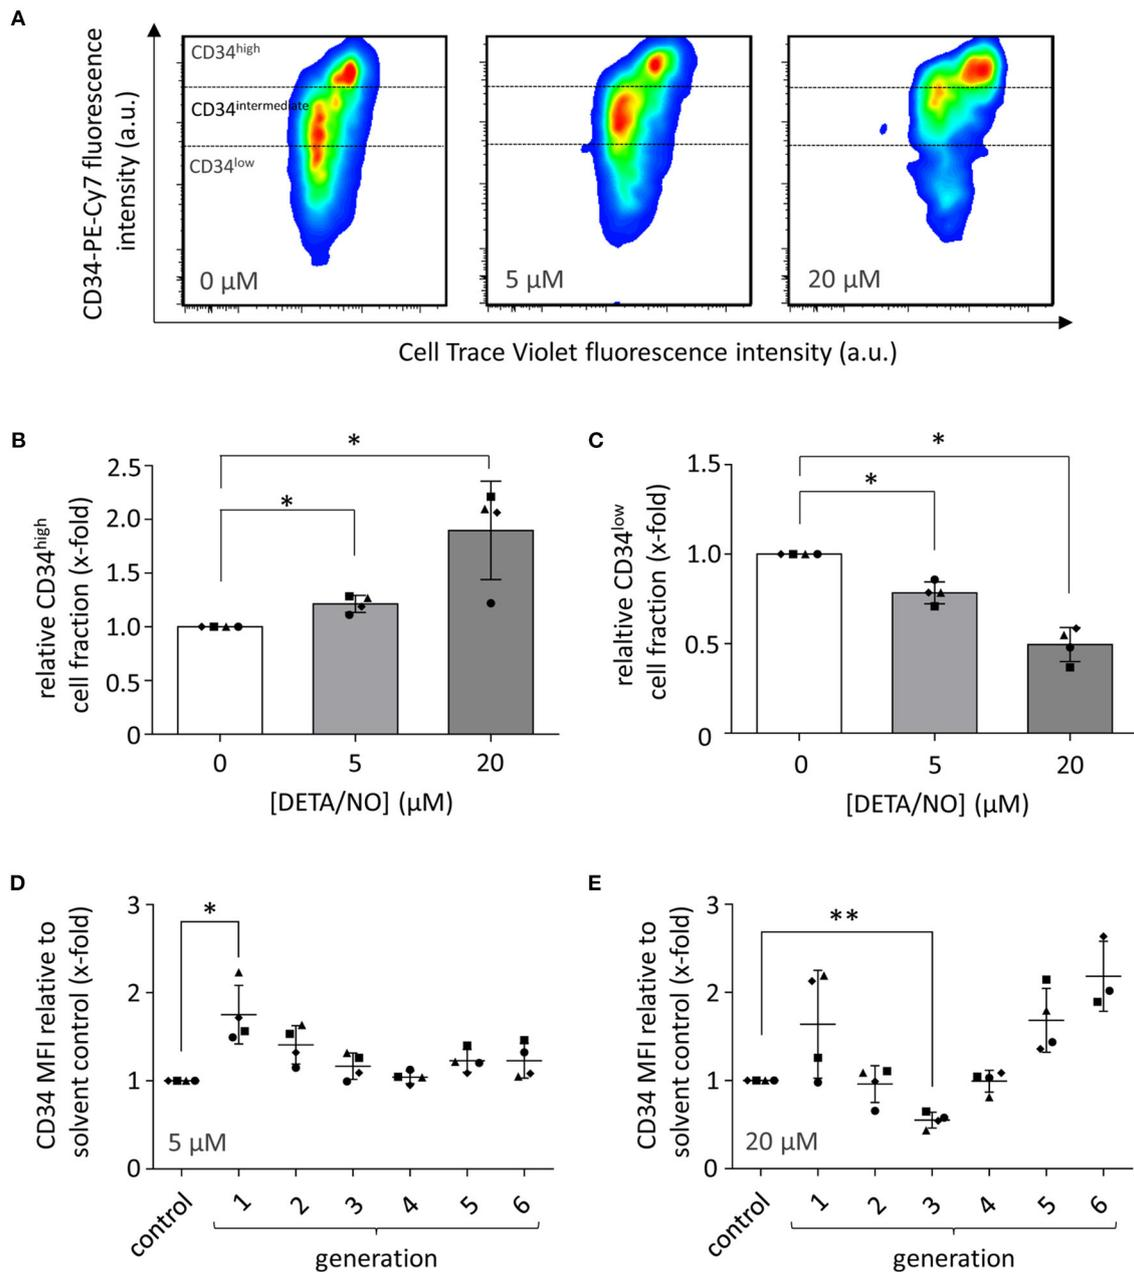 A
CD34-PE-Cy7 fluorescence
intensity (a.u.)
CD34high
CD34intermediate
CD34low
0 µM
5 µM
20 µM
Cell Trace Violet fluorescence intensity (a.u.)
B
relative CD34high
cell fraction (x-fold)
*
*
2.5
2.0
1.5
1.0
0.5
0
0 5 20
[DETA/NO] (µM)
C
relaltive CD34low
cell fraction (x-fold)
*
*
1.5
1.0
0.5
0
0 5 20
[DETA/NO] (µM)
D
CD34 MFI relative to
solvent control (x-fold)
*
3
2
1
0
5 µM
control 1 2 3 4 5 6
generation
E
CD34 MFI relative to
solvent control (x-fold)
**
3
2
1
0
20 µM
control 1 2 3 4 5 6
generation